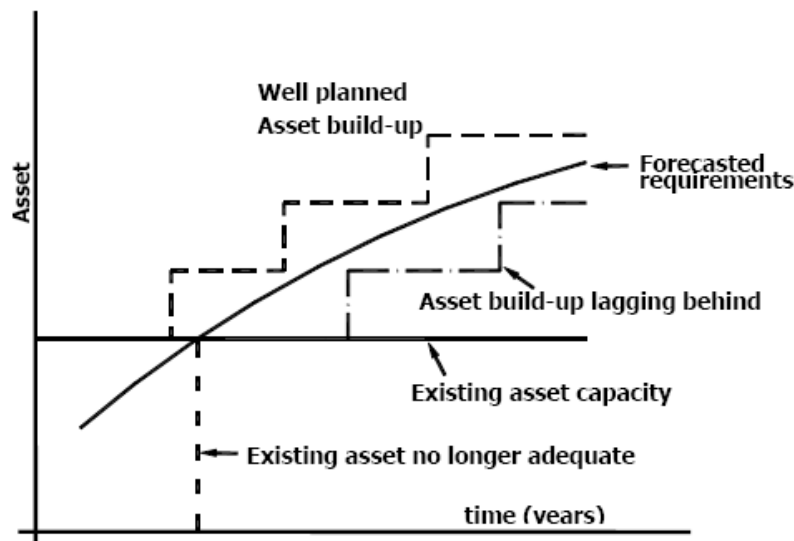 Well planned
Asset build-up
Forecasted
requirements
Asset
Asset build-up lagging behind
Existing asset capacity
Existing asset no longer adequate
time (years)